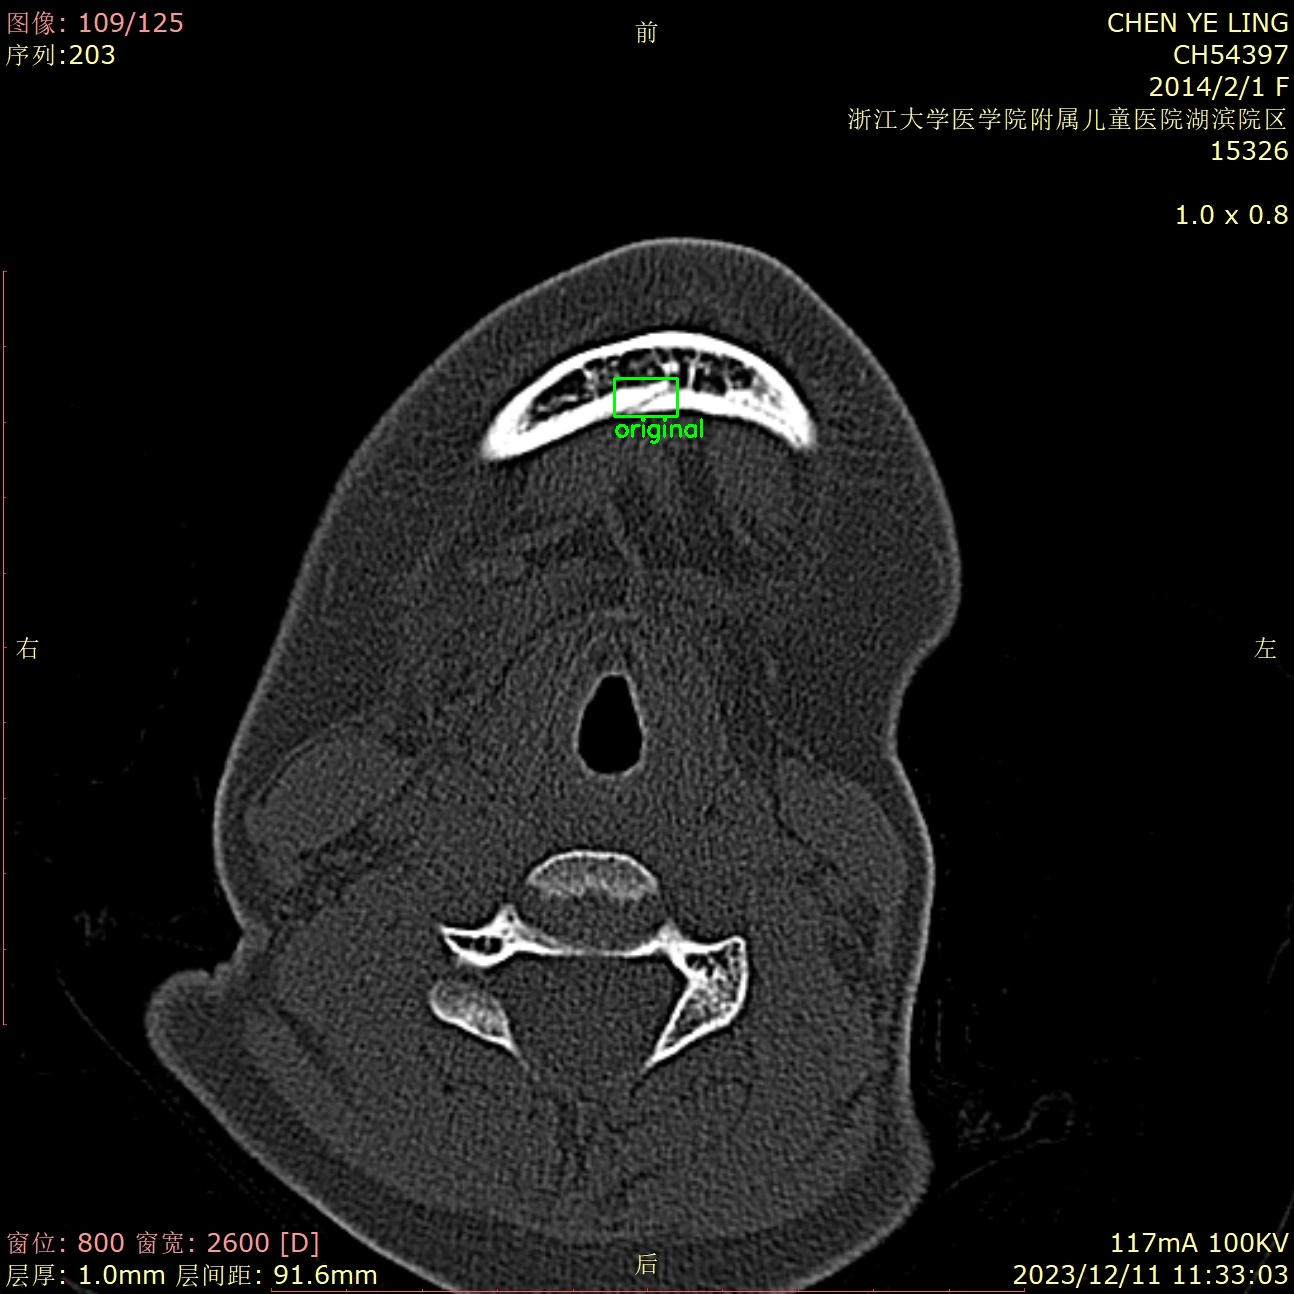 图像: 109/125
序列:203
前
CHEN YE LING
CH54397
2014/2/1 F
浙江大学医学院附属儿童医院湖滨院区
15326
1.0 x 0.8
original
右
左
窗位: 800 窗宽: 2600 [D]
层厚: 1.0mm 层间距: 91.6mm
后
117mA 100KV
2023/12/11 11:33:03